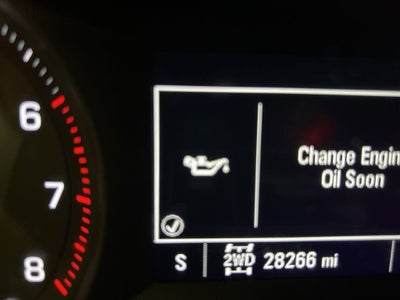 6
7
8
Change Engin
Oil Soon
S 2WD 28266 mi